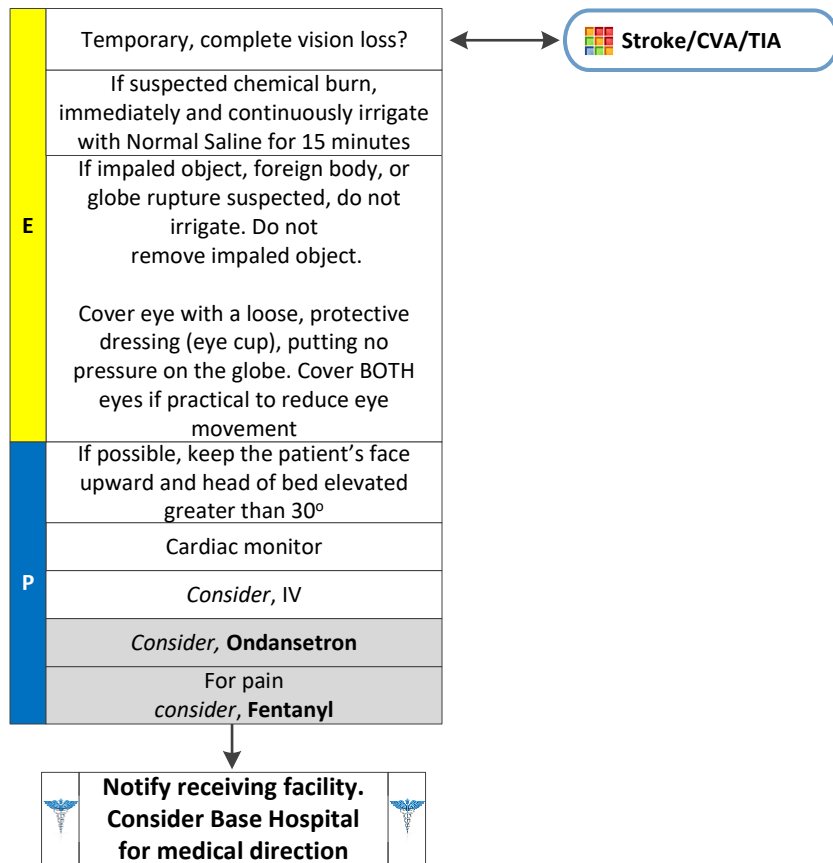 Temporary, complete vision loss?
Stroke/CVA/TIA
If suspected chemical burn,
immediately and continuously irrigate
with Normal Saline for 15 minutes
E
If impaled object, foreign body, or
globe rupture suspected, do not
irrigate. Do not
remove impaled object.
Cover eye with a loose, protective
dressing (eye cup), putting no
pressure on the globe. Cover BOTH
eyes if practical to reduce eye
movement
P
If possible, keep the patient’s face
upward and head of bed elevated
greater than 30º
Cardiac monitor
Consider, IV
Consider, Ondansetron
For pain
consider, Fentanyl
Notify receiving facility.
Consider Base Hospital
for medical direction